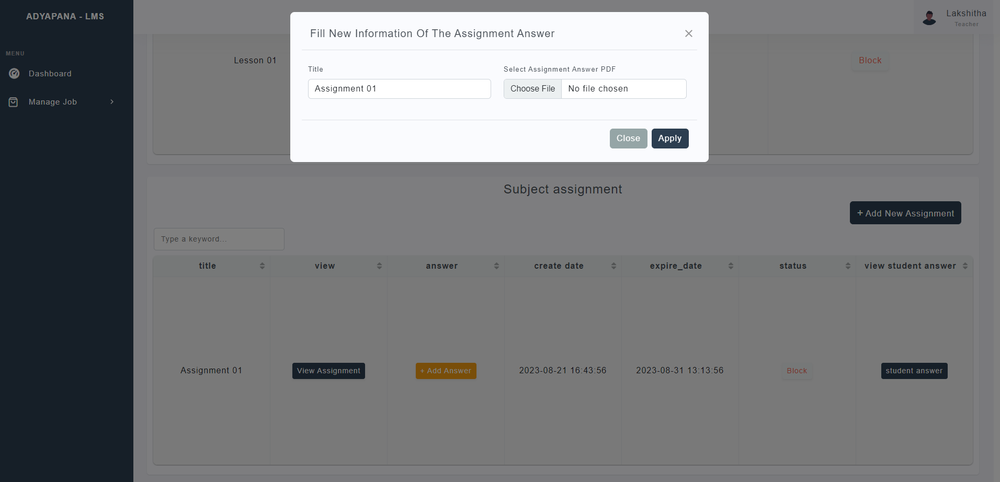 ADYAPANA - LMS
MENU
Dashboard
Manage Job
Lakshitha
Teacher
Fill New Information Of The Assignment Answer
Title
Select Assignment Answer PDF
Assignment 01
Choose File No file chosen
Close Apply
Lesson 01 Block
Subject assignment
+ Add New Assignment
Type a keyword...
title view answer create date expire_date status view student answer
Assignment 01 View Assignment + Add Answer 2023-08-21 16:43:56 2023-08-31 13:13:56 Block student answer